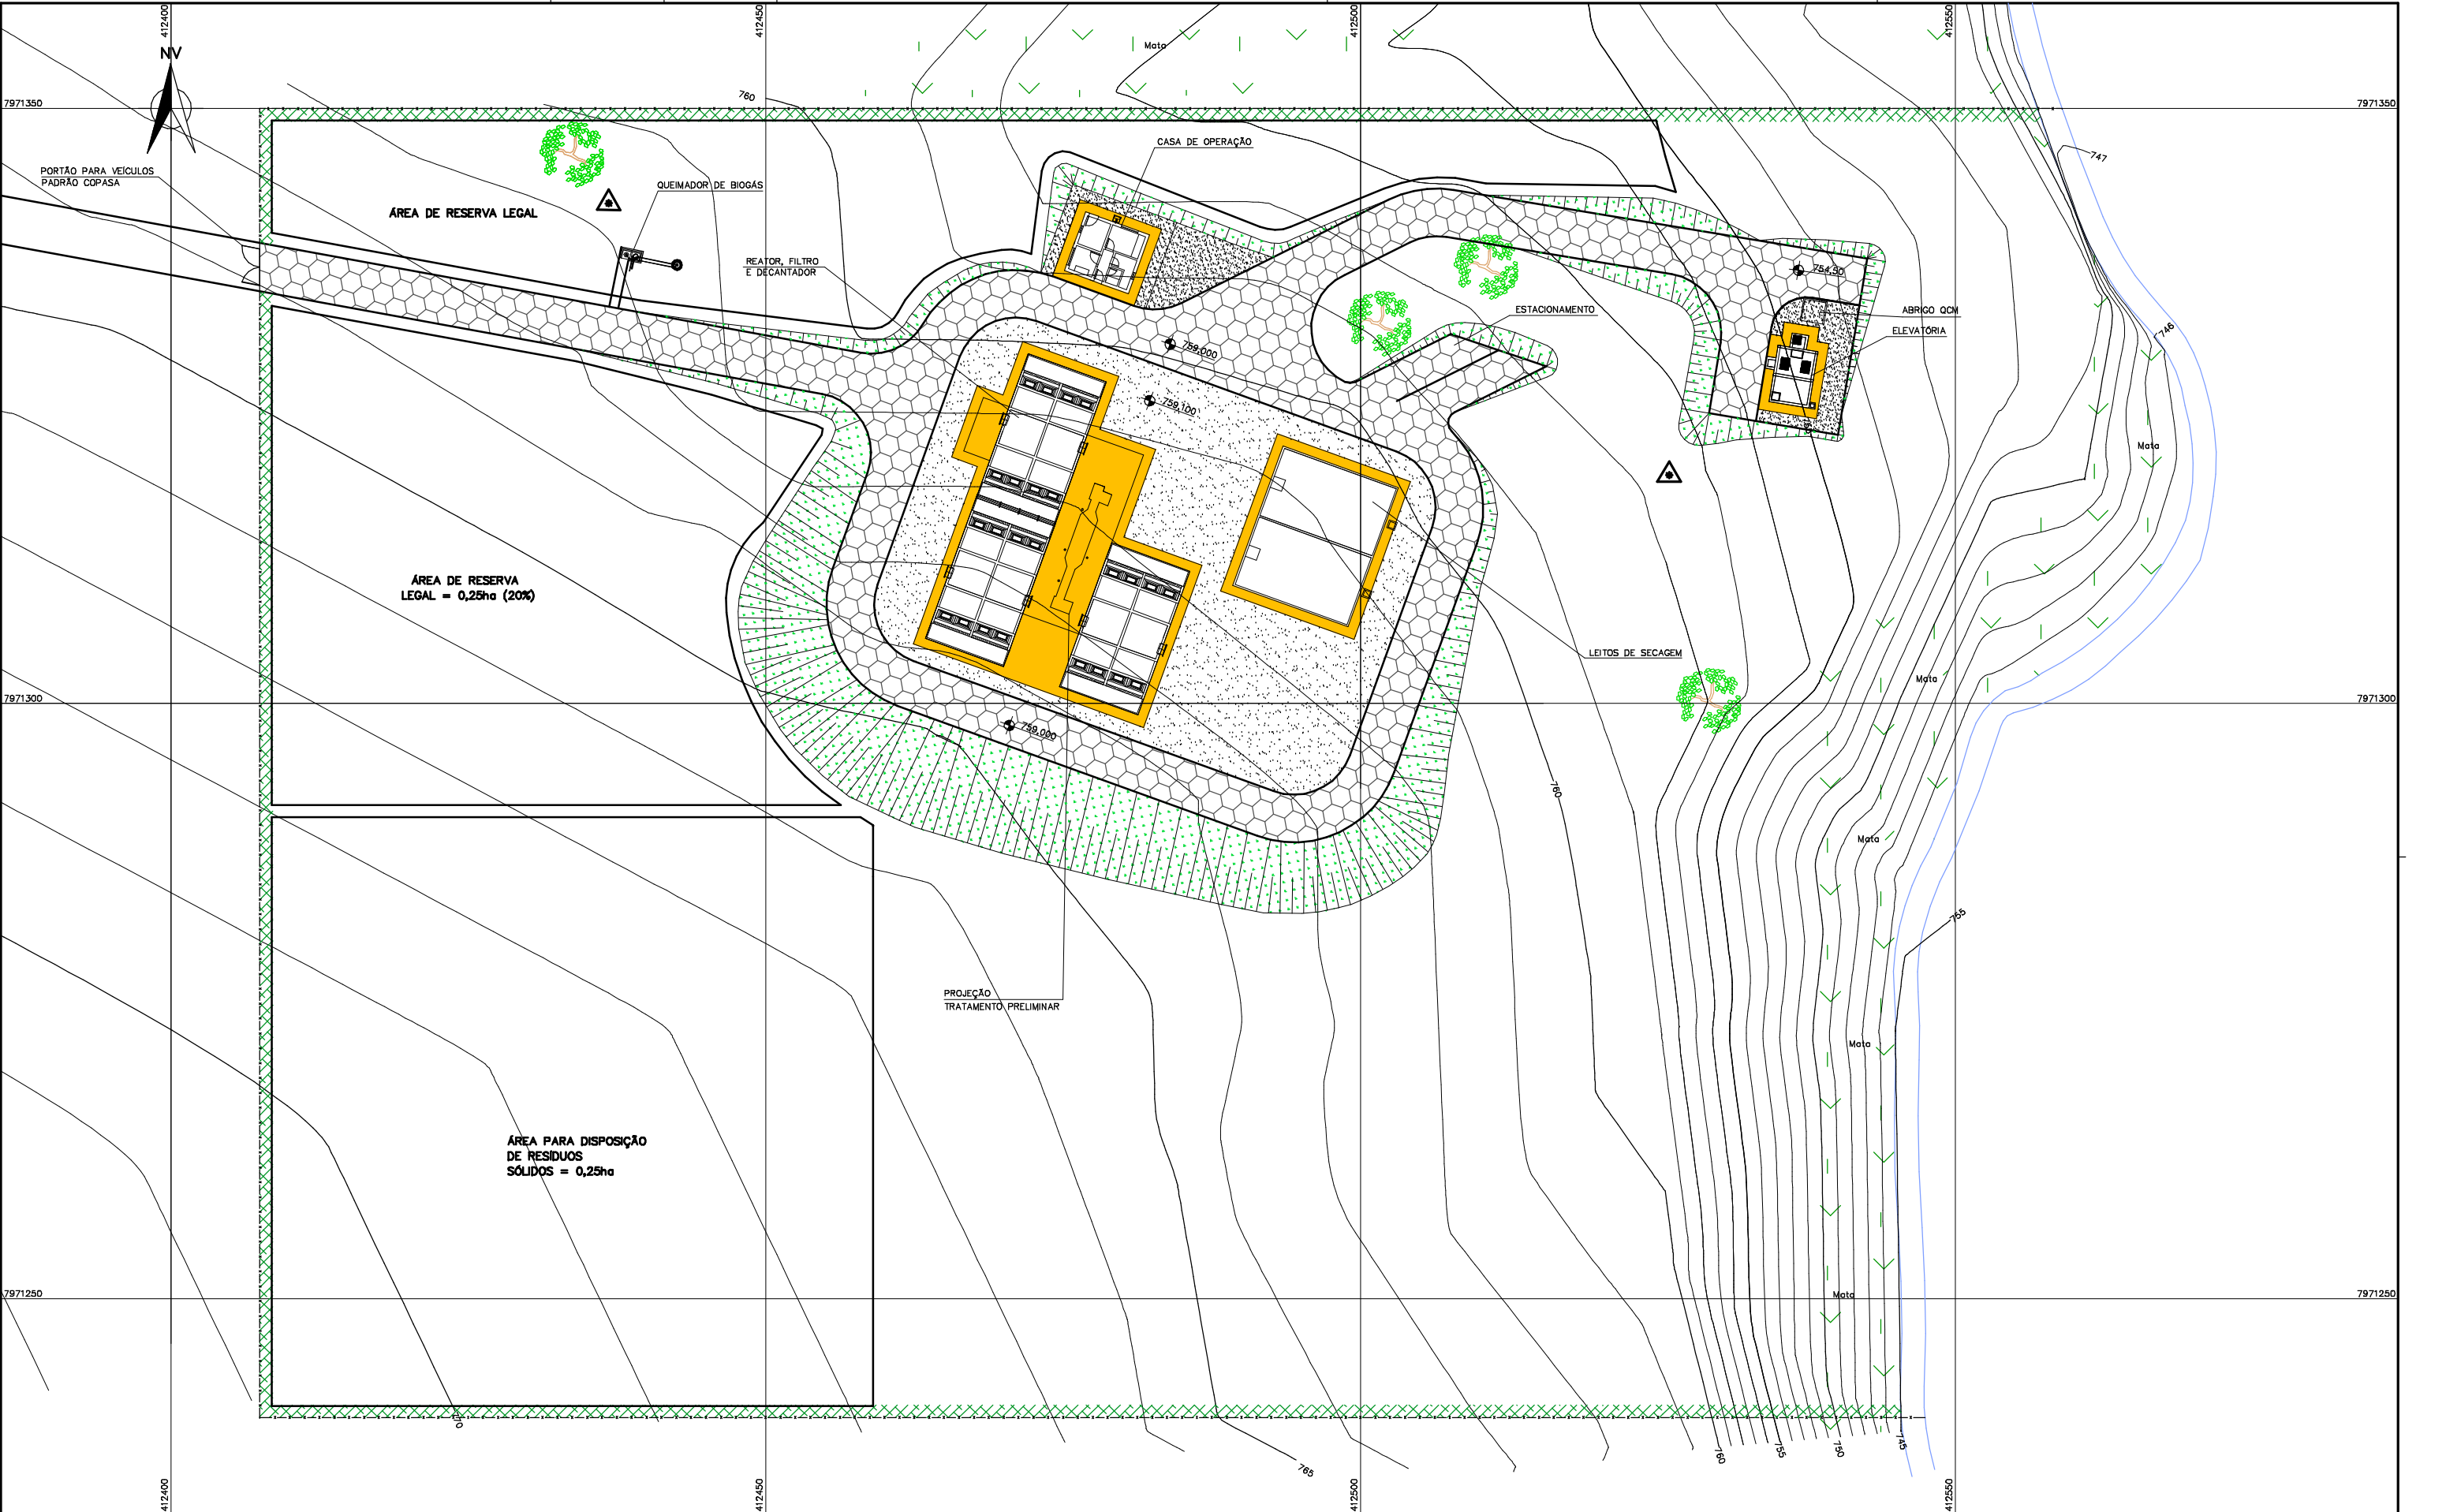 412400
412450
412500
412550
NV
Mata
7971350
7971350
760
CASA DE OPERAÇÃO
747
PORTÃO PARA VEÍCULOS
PADRÃO COPASA
QUEIMADOR DE BIOGÁS
ÁREA DE RESERVA LEGAL
REATOR, FILTRO
E DECANTADOR
754,50
ESTACIONAMENTO
ABRIGO QCM
ELEVATÓRIA
746
759,000
759,100
Mata
ÁREA DE RESERVA
LEGAL = 0,25ha (20%)
LEITOS DE SECAGEM
Mata
7971300
7971300
759,000
760
Mata
755
PROJEÇÃO
TRATAMENTO PRELIMINAR
Mata
ÁREA PARA DISPOSIÇÃO
DE RESÍDUOS
SÓLIDOS = 0,25ha
7971250
Mata
7971250
770
765
760
755
750
745
412400
412450
412500
412550